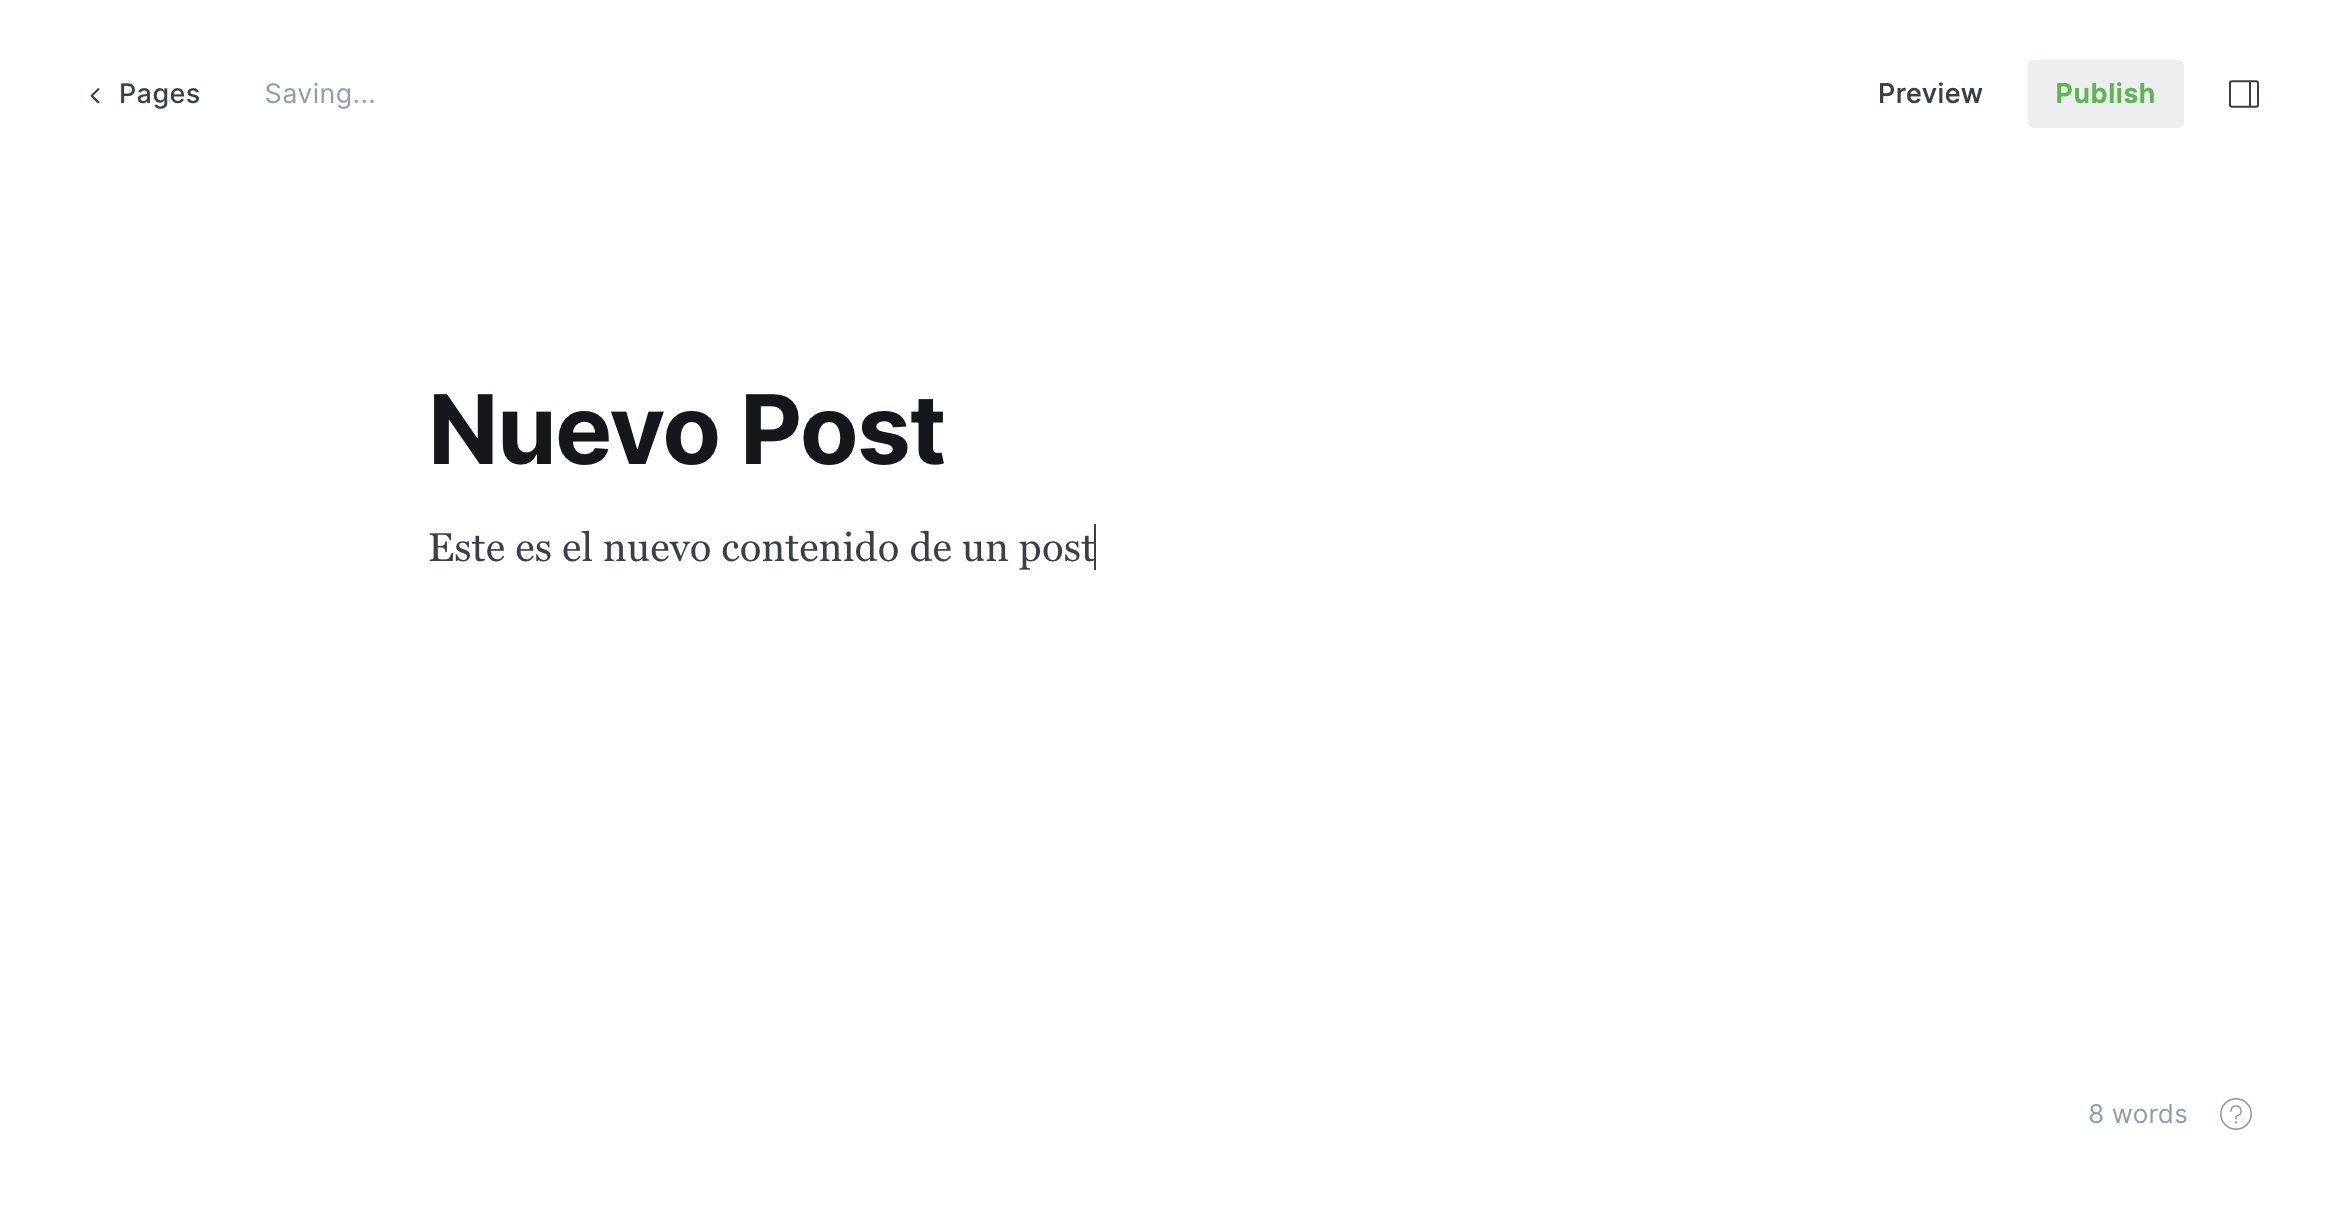 Pages
Saving...
Preview
Publish
Nuevo Post
Este es el nuevo contenido de un post
8 words
?